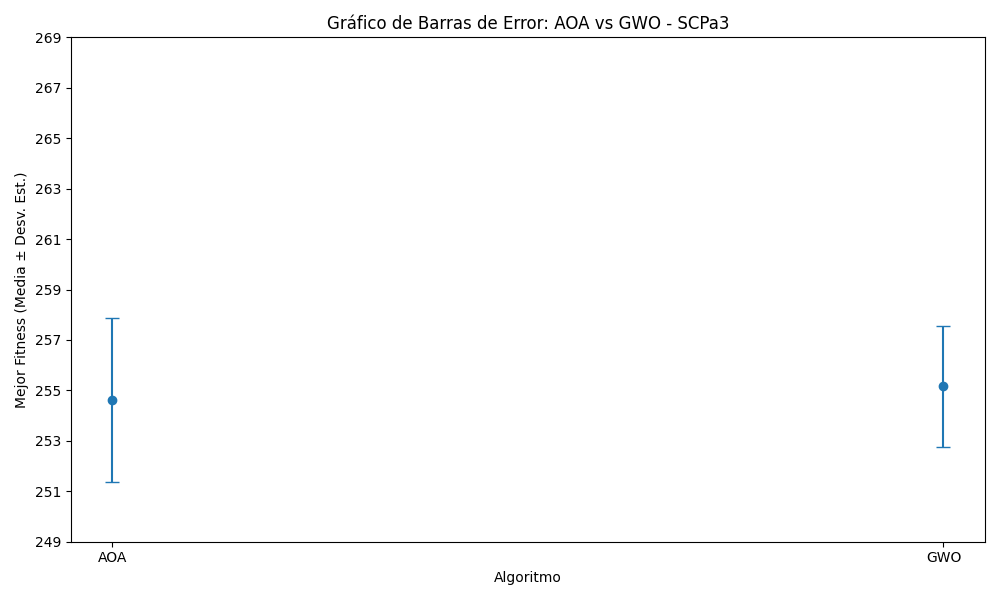 Gráfico de Barras de Error: AOA vs GWO - SCPa3
Mejor Fitness (Media ± Desv. Est.)
269
267
265
263
261
259
257
255
253
251
249
AOA
GWO
Algoritmo